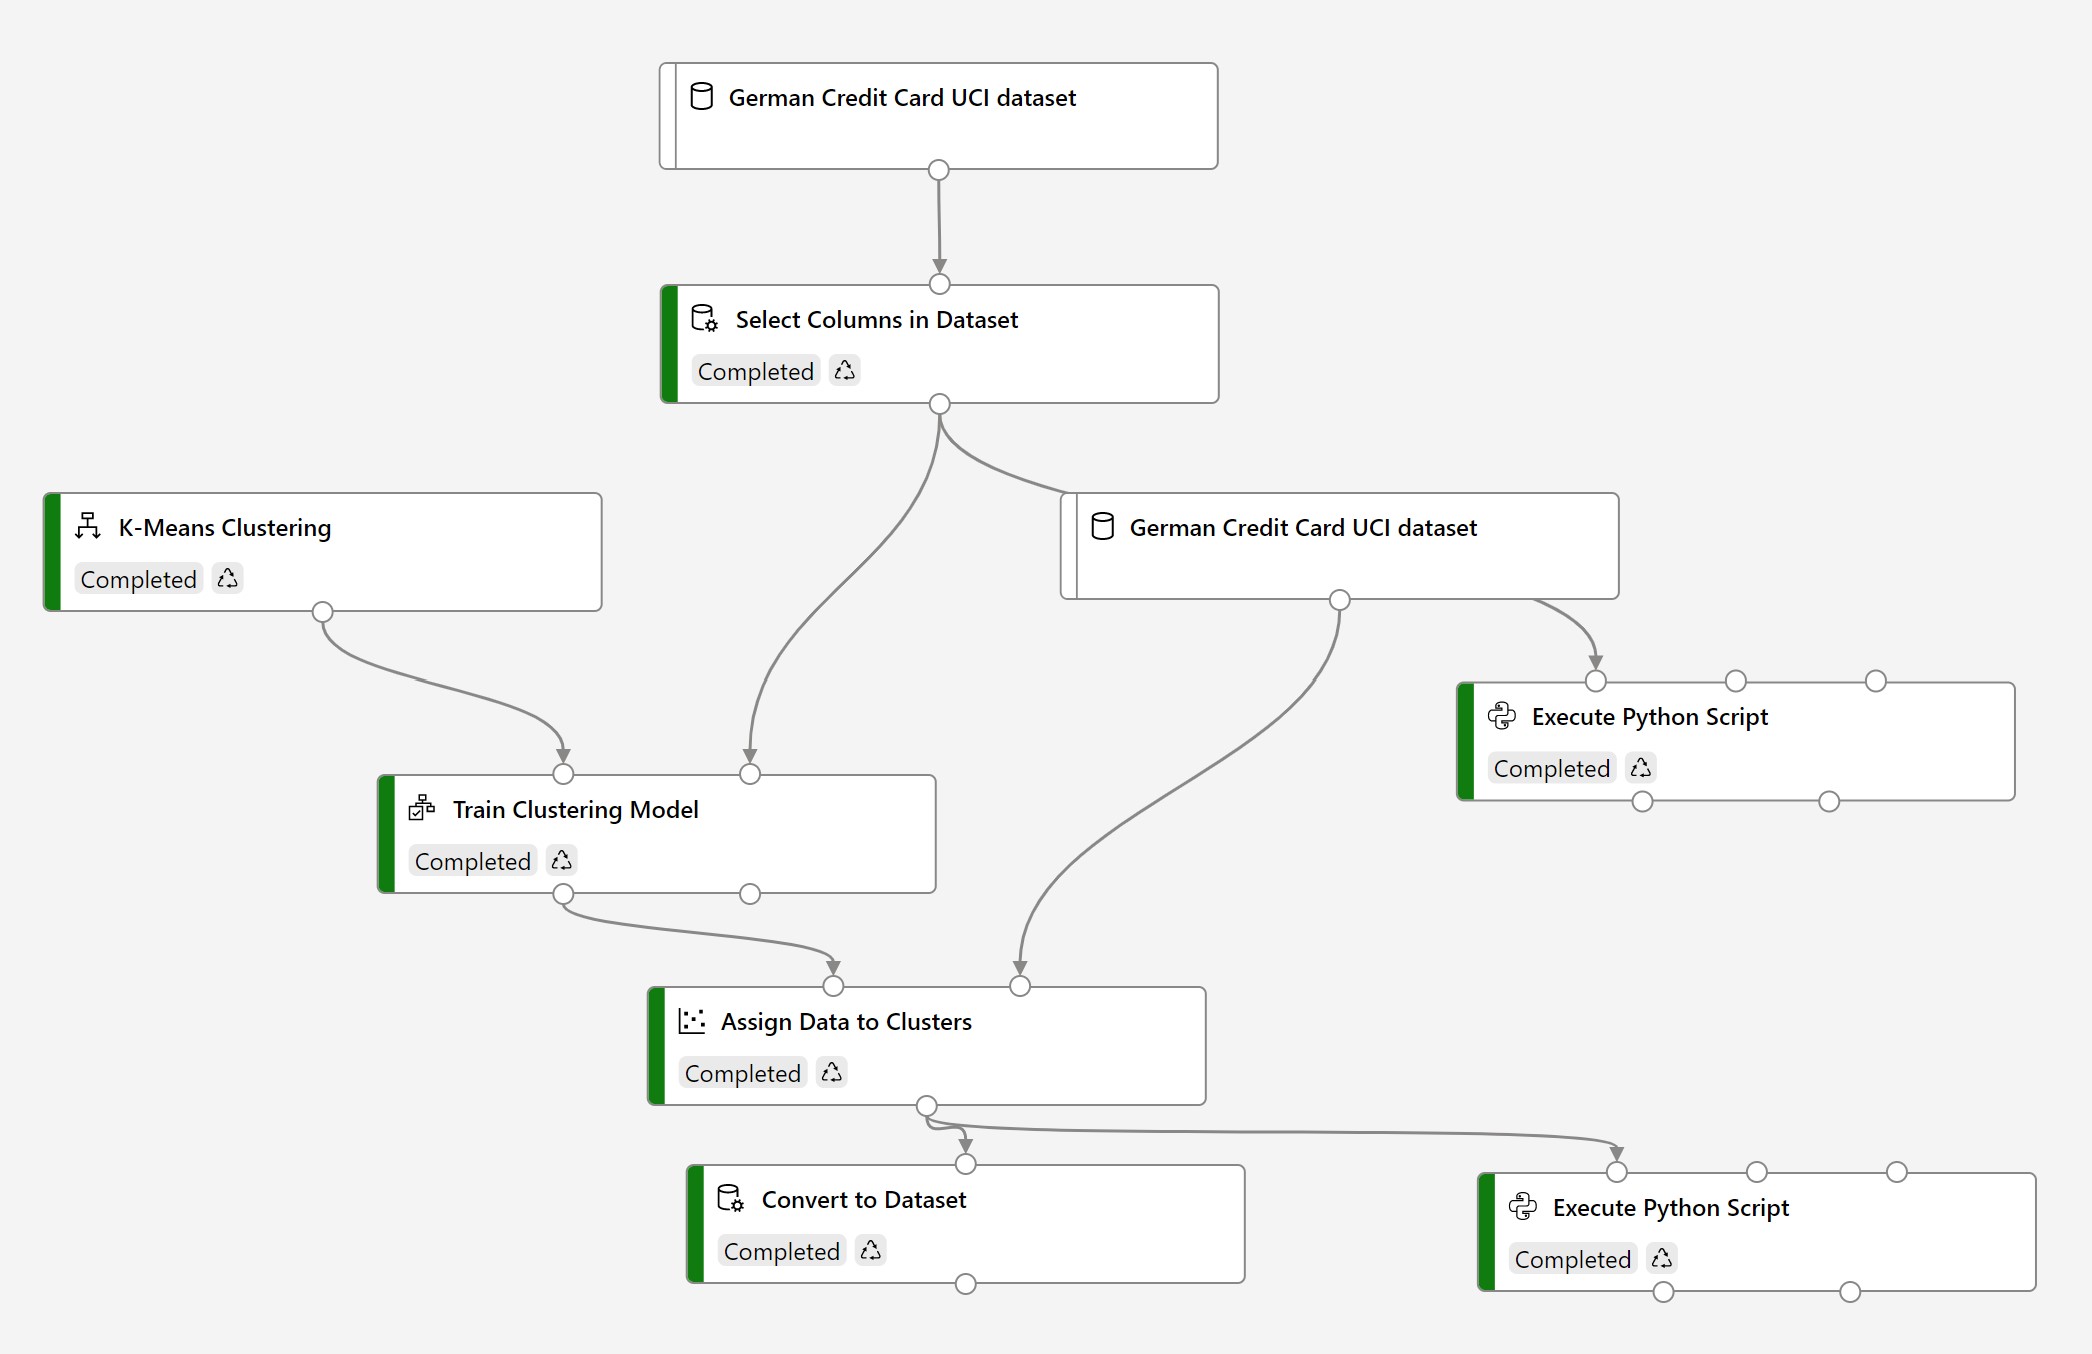 German Credit Card UCI dataset
Select Columns in Dataset
Completed
K-Means Clustering
Completed
German Credit Card UCI dataset
Execute Python Script
Completed
Train Clustering Model
Completed
Assign Data to Clusters
Completed
Convert to Dataset
Completed
Execute Python Script
Completed